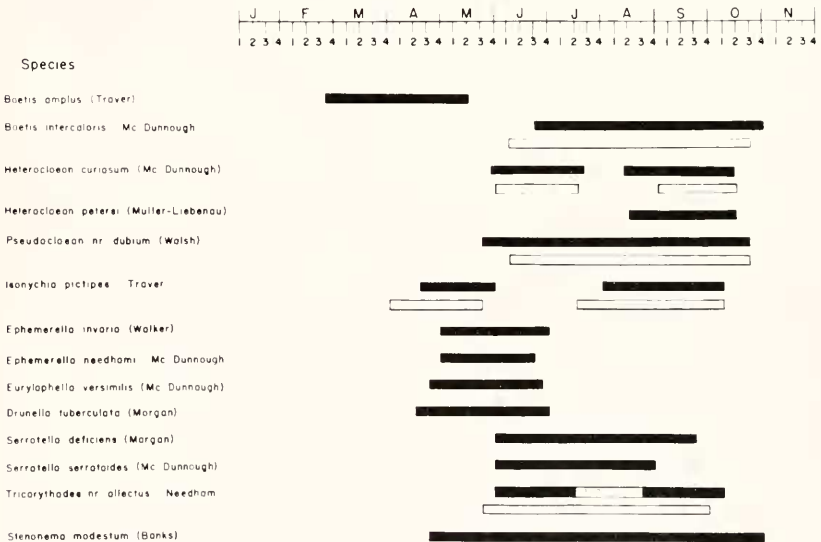 J F M A M J J A S O N
1 2 3 4 1 2 3 4 1 2 3 4 1 2 3 4 1 2 3 4 1 2 3 4 1 2 3 4 1 2 3 4 1 2 3 4 1 2 3 4 1 2 3 4
Species
Baetis amplus (Traver)
Baetis intercalaris Mc Dunnough
Heterocloeon curiosum (Mc Dunnough)
Heterocloeon petersi (Muller-Liebenau)
Pseudocloeon nr dubium (Walsh)
Isonychia pictipes Traver
Ephemerella invaria (Walker)
Ephemerella needhami Mc Dunnough
Eurylophella versimilis (Mc Dunnough)
Drunella tuberculata (Morgan)
Serratella deficiens (Morgan)
Serratella serratoides (Mc Dunnough)
Tricorythodes nr allectus Needham
Stenonema modestum (Banks)